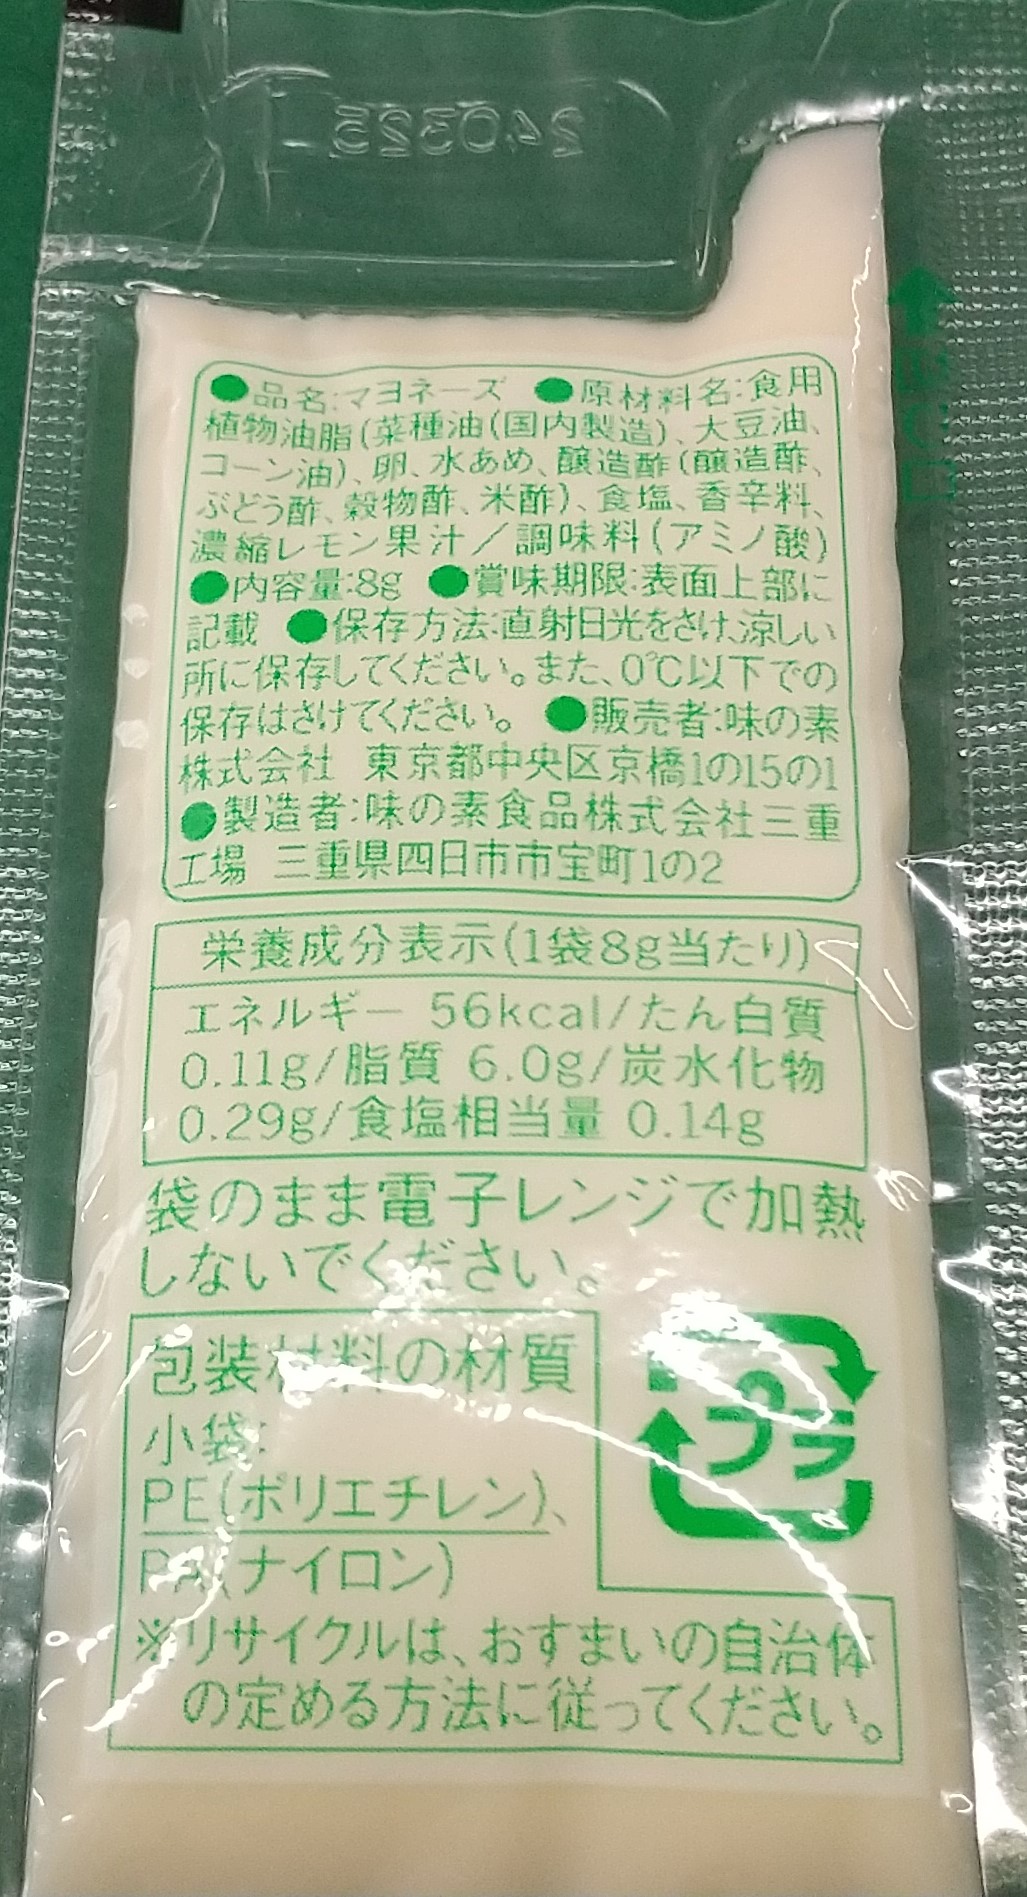 240325
●品名:マヨネーズ ●原材料名:食用
植物油脂(菜種油(国内製造)、大豆油、
コーン油)、卵、水あめ、醸造酢(醸造酢、
ぶどう酢、穀物酢、米酢)、食塩、香辛料、
濃縮レモン果汁/調味料(アミノ酸)
●内容量:8g ●賞味期限:表面上部に
記載 ●保存方法:直射日光をさけ、涼しい
所に保存してください。また、0℃以下での
保存はさけてください。 ●販売者:味の素
株式会社 東京都中央区京橋1の15の1
●製造者:味の素食品株式会社三重
工場 三重県四日市市宝町1の2
栄養成分表示(1袋8g当たり)
エネルギー 56kcal/たん白質
0.11g/脂質 6.0g/炭水化物
0.29g/食塩相当量 0.14g
袋のまま電子レンジで加熱
しないでください。
包装材料の材質
小袋:
PE(ポリエチレン)、
PA(ナイロン)
プラ
※リサイクルは、おすまいの自治体
の定める方法に従ってください。